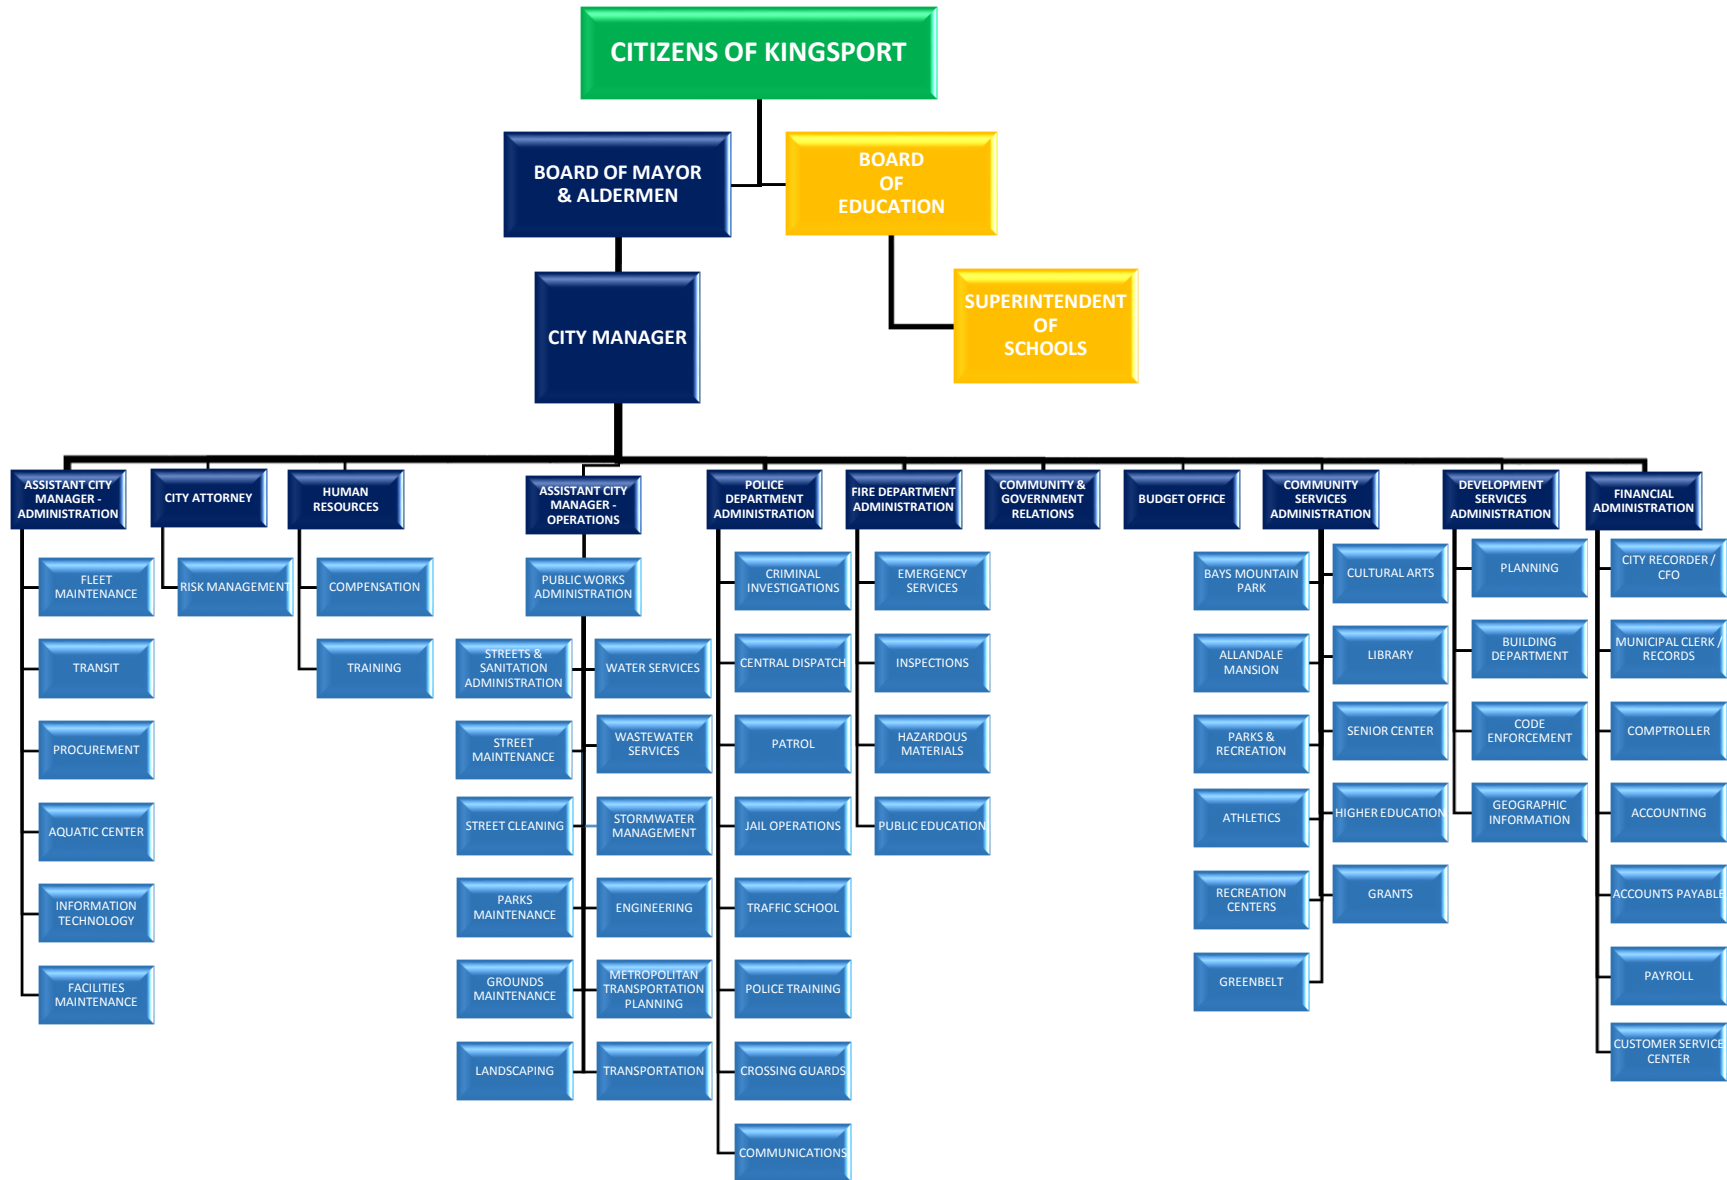 CITIZENS OF KINGSPORT
BOARD OF MAYOR
& ALDERMEN
BOARD
OF
EDUCATION
CITY MANAGER
SUPERINTENDENT
OF
SCHOOLS
ASSISTANT CITY
MANAGER -
ADMINISTRATION
FLEET
MAINTENANCE
TRANSIT
PROCUREMENT
AQUATIC CENTER
INFORMATION
TECHNOLOGY
FACILITIES
MAINTENANCE
CITY ATTORNEY
RISK MANAGEMENT
HUMAN
RESOURCES
COMPENSATION
TRAINING
ASSISTANT CITY
MANAGER -
OPERATIONS
PUBLIC WORKS
ADMINISTRATION
STREETS &
SANITATION
ADMINISTRATION
STREET
MAINTENANCE
STREET CLEANING
PARKS
MAINTENANCE
GROUNDS
MAINTENANCE
LANDSCAPING
WATER SERVICES
WASTEWATER
SERVICES
STORMWATER
MANAGEMENT
ENGINEERING
METROPOLITAN
TRANSPORTATION
PLANNING
TRANSPORTATION
POLICE
DEPARTMENT
ADMINISTRATION
CRIMINAL
INVESTIGATIONS
CENTRAL DISPATCH
PATROL
JAIL OPERATIONS
TRAFFIC SCHOOL
POLICE TRAINING
CROSSING GUARDS
COMMUNICATIONS
FIRE DEPARTMENT
ADMINISTRATION
EMERGENCY
SERVICES
INSPECTIONS
HAZARDOUS
MATERIALS
PUBLIC EDUCATION
COMMUNITY &
GOVERNMENT
RELATIONS
BUDGET OFFICE
COMMUNITY
SERVICES
ADMINISTRATION
BAYS MOUNTAIN
PARK
ALLANDALE
MANSION
PARKS &
RECREATION
ATHLETICS
RECREATION
CENTERS
GREENBELT
CULTURAL ARTS
LIBRARY
SENIOR CENTER
HIGHER EDUCATION
GRANTS
DEVELOPMENT
SERVICES
ADMINISTRATION
PLANNING
BUILDING
DEPARTMENT
CODE
ENFORCEMENT
GEOGRAPHIC
INFORMATION
FINANCIAL
ADMINISTRATION
CITY RECORDER /
CFO
MUNICIPAL CLERK /
RECORDS
COMPTROLLER
ACCOUNTING
ACCOUNTS PAYABLE
PAYROLL
CUSTOMER SERVICE
CENTER